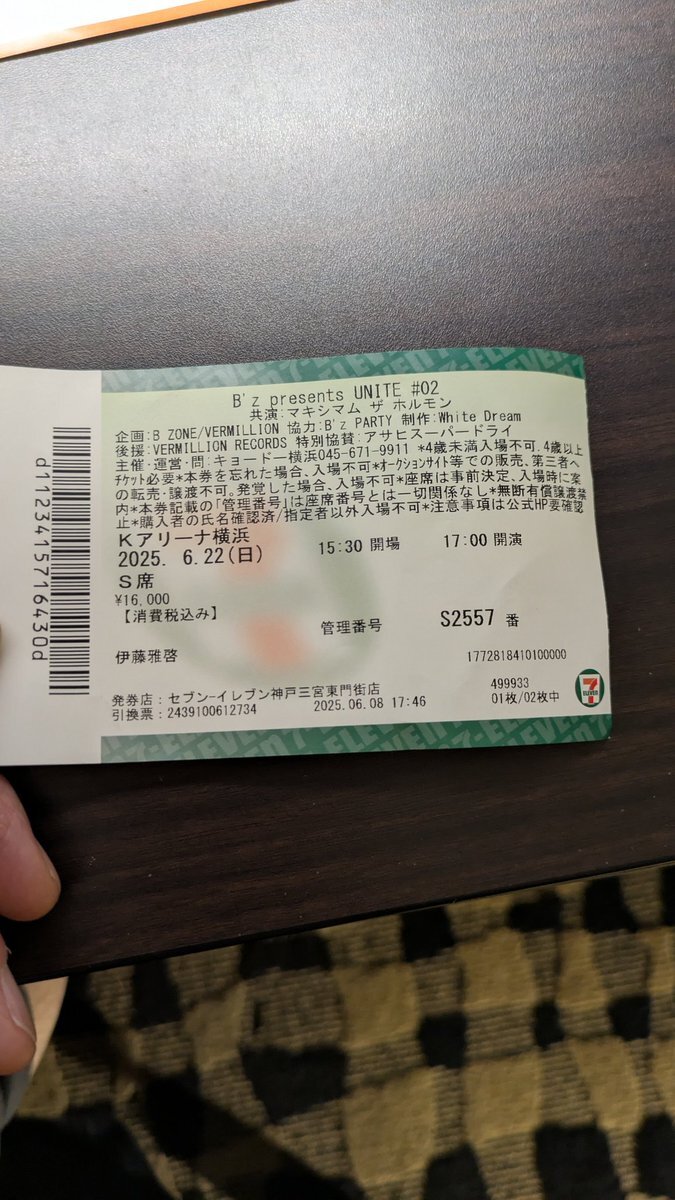 B'z presents UNITE #02
共演:マキシマム ザ ホルモン
企画:B ZONE/VERMILLION 協力:B'z PARTY 制作:White Dream
後援:VERMILLION RECORDS 特別協賛:アサヒスーパードライ
主催・運営・問:キョードー横浜045-671-9911 *4歳未満入場不可.4歳以上
チケット必要*本券を忘れた場合、入場不可*オークションサイト等での販売、第三者へ
の転売・譲渡不可。発覚した場合、入場不可*座席は事前決定、入場時に案
内*本券記載の「管理番号」は座席番号とは一切関係なし*無断有償譲渡禁
止*購入者の氏名確認済/指定者以外入場不可*注意事項は公式HP要確認
Kアリーナ横浜
2025. 6.22(日) 15:30 開場 17:00 開演
S席
¥16,000
【消費税込み】
管理番号 S2557 番
伊藤雅啓
1772818410100000
発券店:セブン-イレブン神戸三宮東門街店 499933
引換票:2439100612734 2025.06.08 17:46 01枚/02枚中
7 ELEVEN
d112341571643​0d
7-ELEVEN